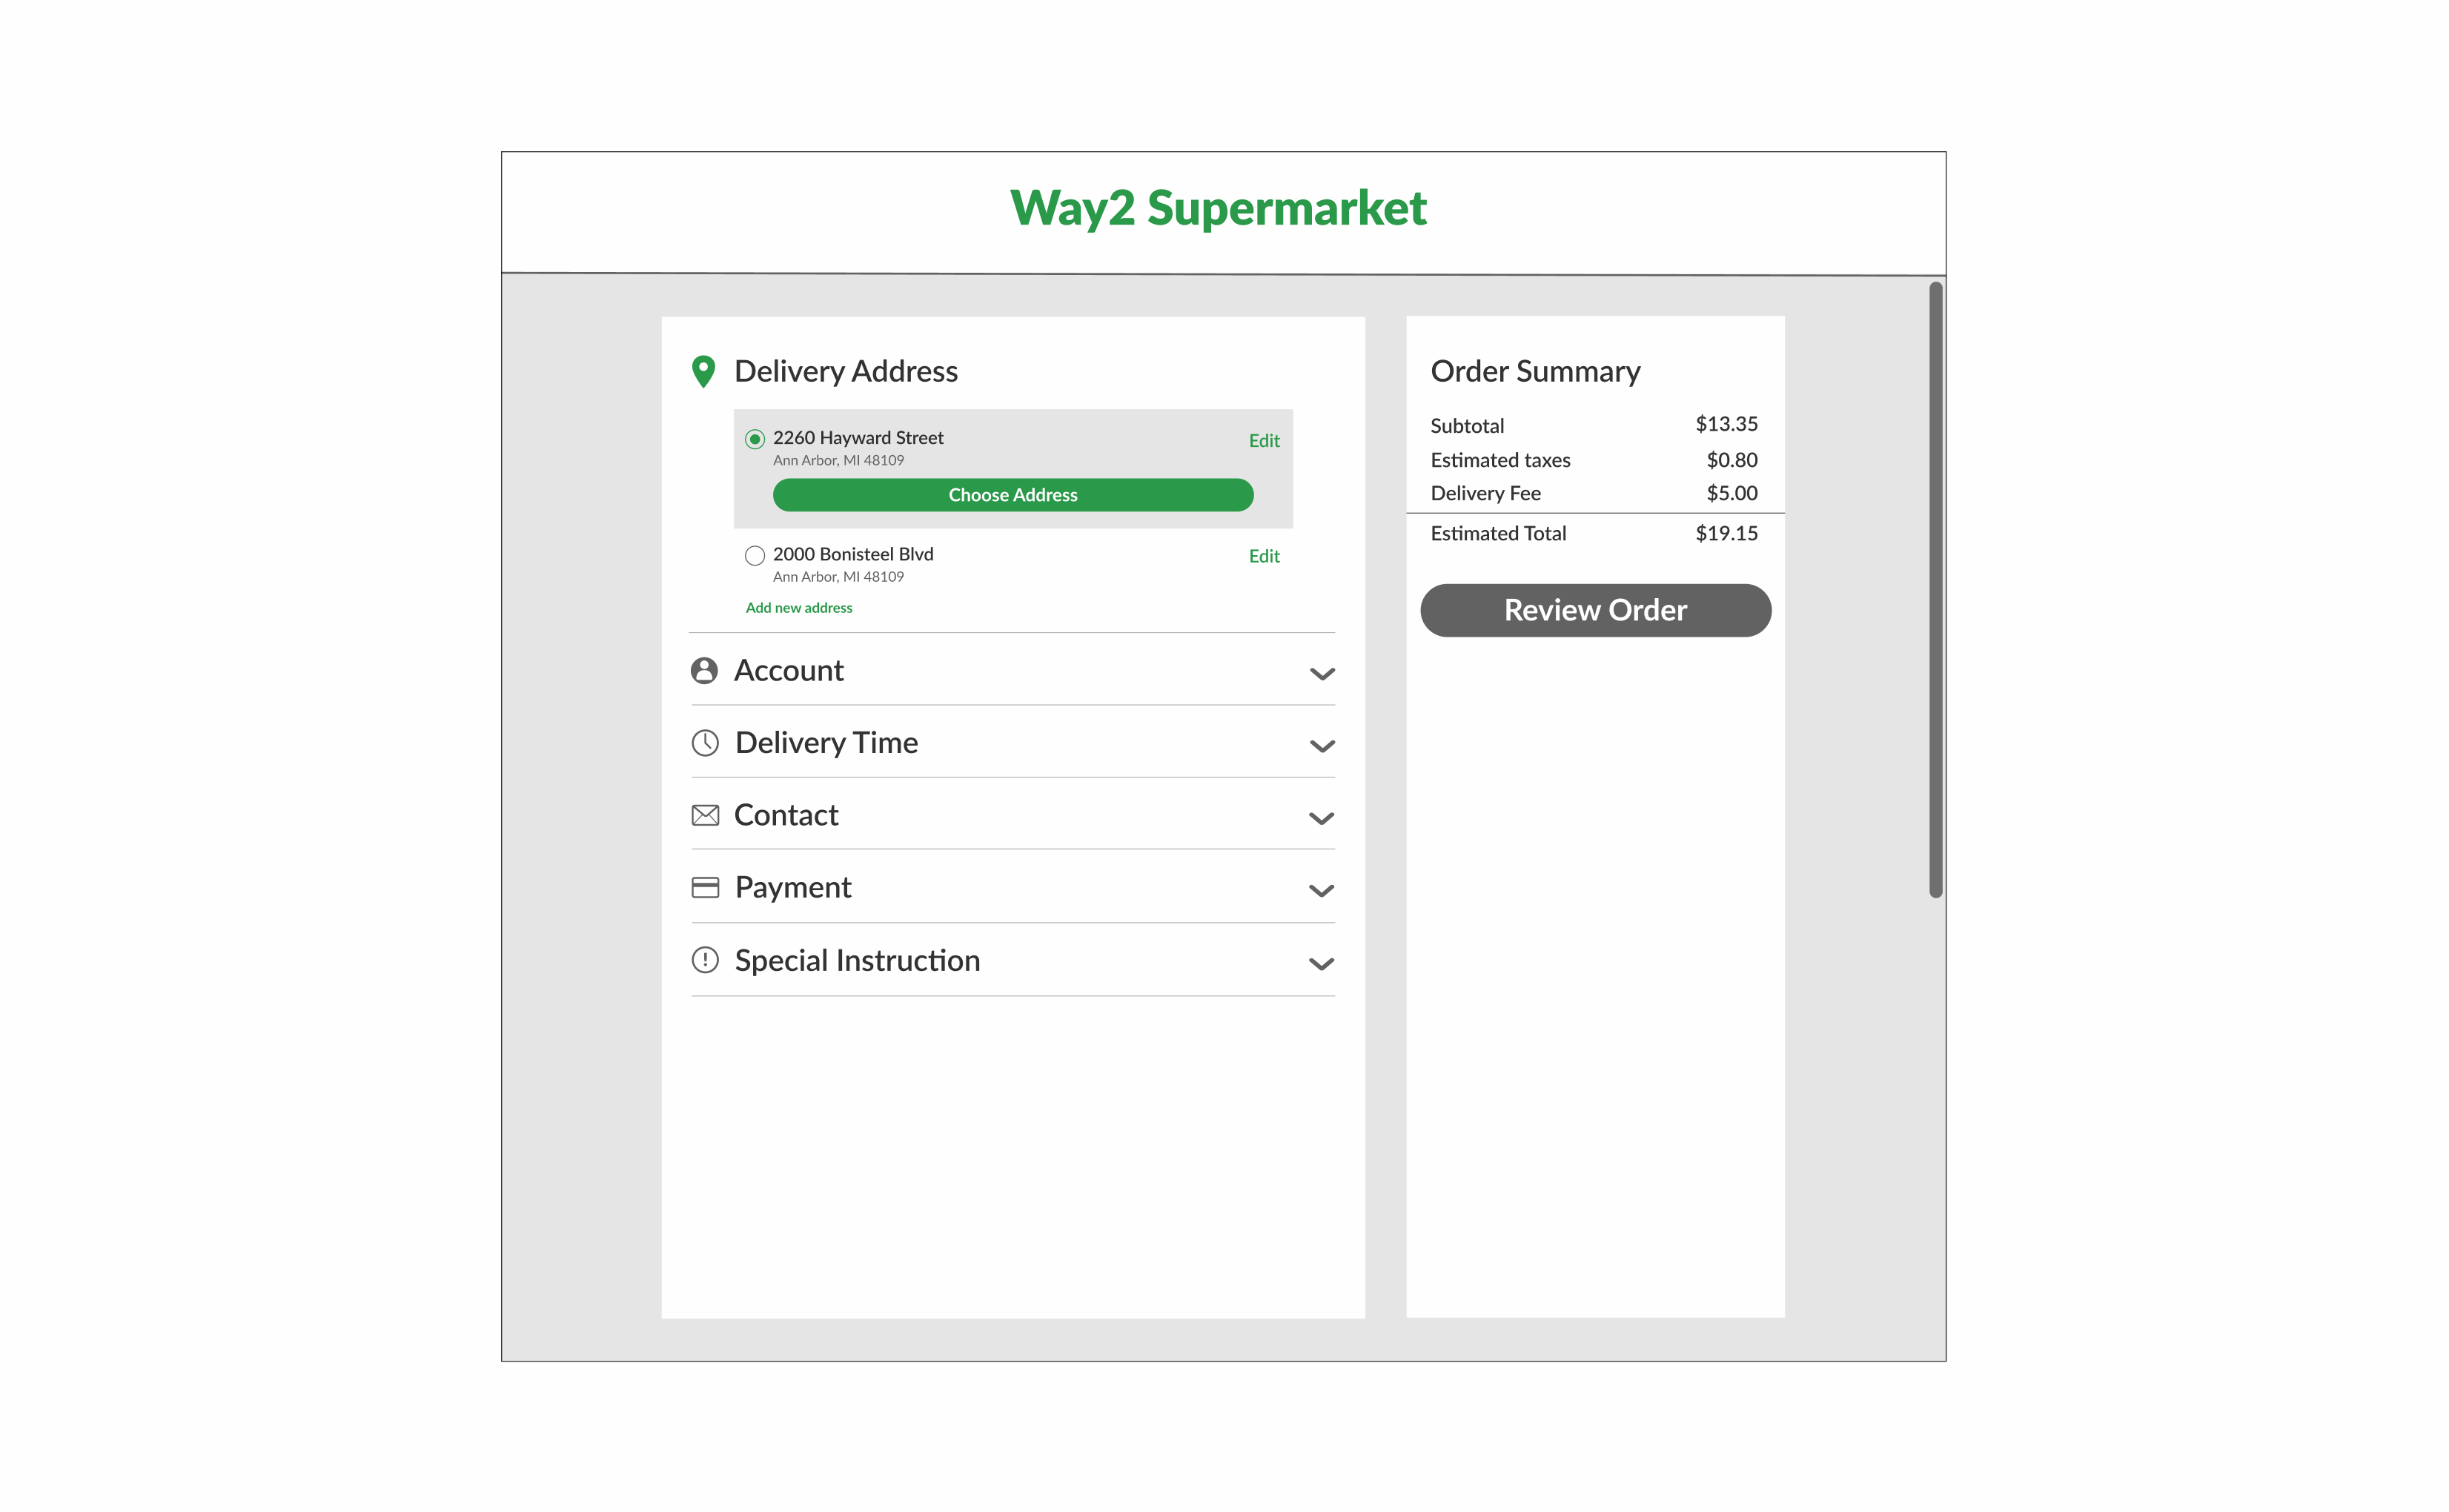 Way2 Supermarket
Delivery Address
2260 Hayward Street
Edit
Ann Arbor, MI 48109
Choose Address
2000 Bonisteel Blvd
Edit
Ann Arbor, MI 48109
Add new address
Account
Delivery Time
Contact
Payment
Special Instruction
Order Summary
Subtotal $13.35
Estimated taxes $0.80
Delivery Fee $5.00
Estimated Total $19.15
Review Order